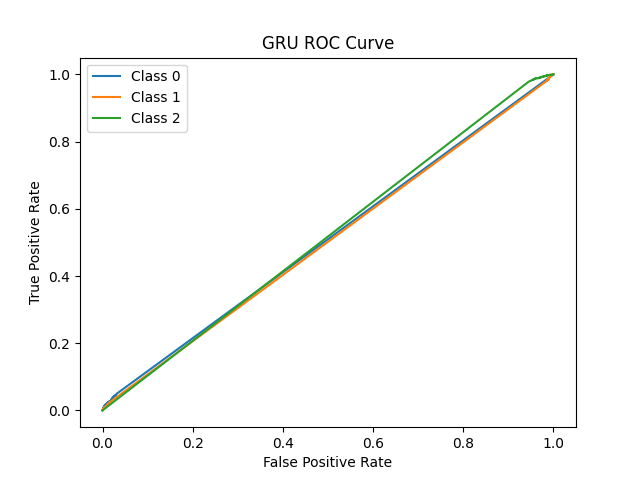 GRU ROC Curve
Class 0
Class 1
Class 2
True Positive Rate
1.0
0.8
0.6
0.4
0.2
0.0
0.0 0.2 0.4 0.6 0.8 1.0
False Positive Rate